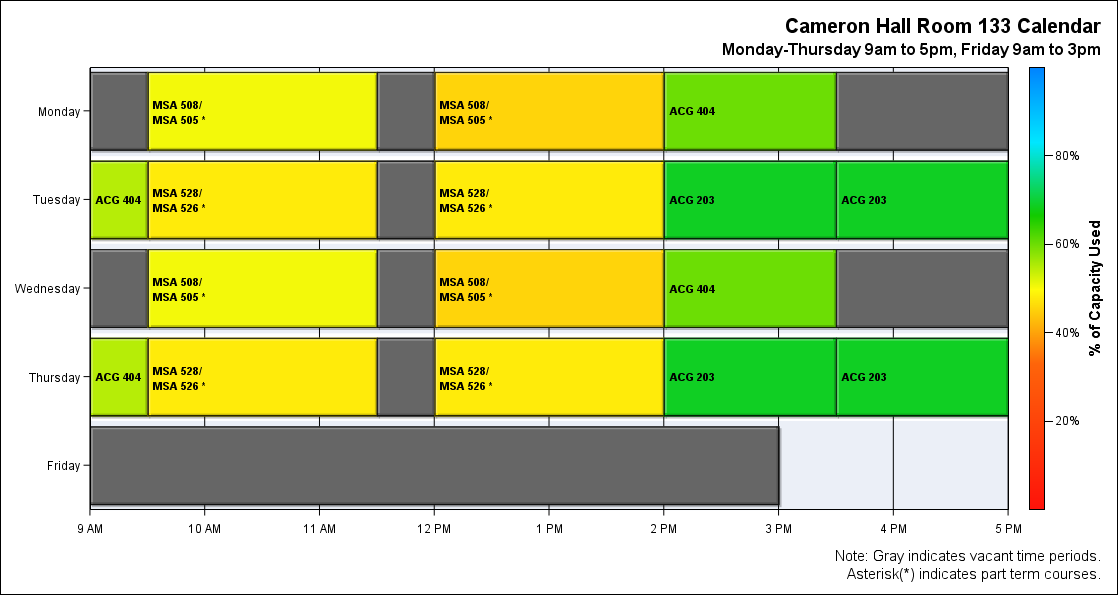 Cameron Hall Room 133 Calendar
Monday-Thursday 9am to 5pm, Friday 9am to 3pm
Monday
MSA 508/
MSA 505 *
MSA 508/
MSA 505 *
ACG 404
Tuesday
ACG 404
MSA 528/
MSA 526 *
MSA 528/
MSA 526 *
ACG 203
ACG 203
Wednesday
MSA 508/
MSA 505 *
MSA 508/
MSA 505 *
ACG 404
Thursday
ACG 404
MSA 528/
MSA 526 *
MSA 528/
MSA 526 *
ACG 203
ACG 203
Friday
9 AM
10 AM
11 AM
12 PM
1 PM
2 PM
3 PM
4 PM
5 PM
80%
60%
40%
20%
% of Capacity Used
Note: Gray indicates vacant time periods.
Asterisk(*) indicates part term courses.